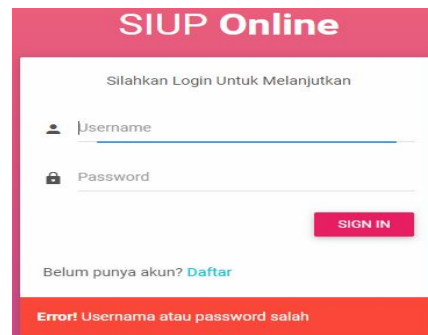 SIUP Online
Silahkan Login Untuk Melanjutkan
Username
Password
SIGN IN
Belum punya akun? Daftar
Error! Usernama atau password salah